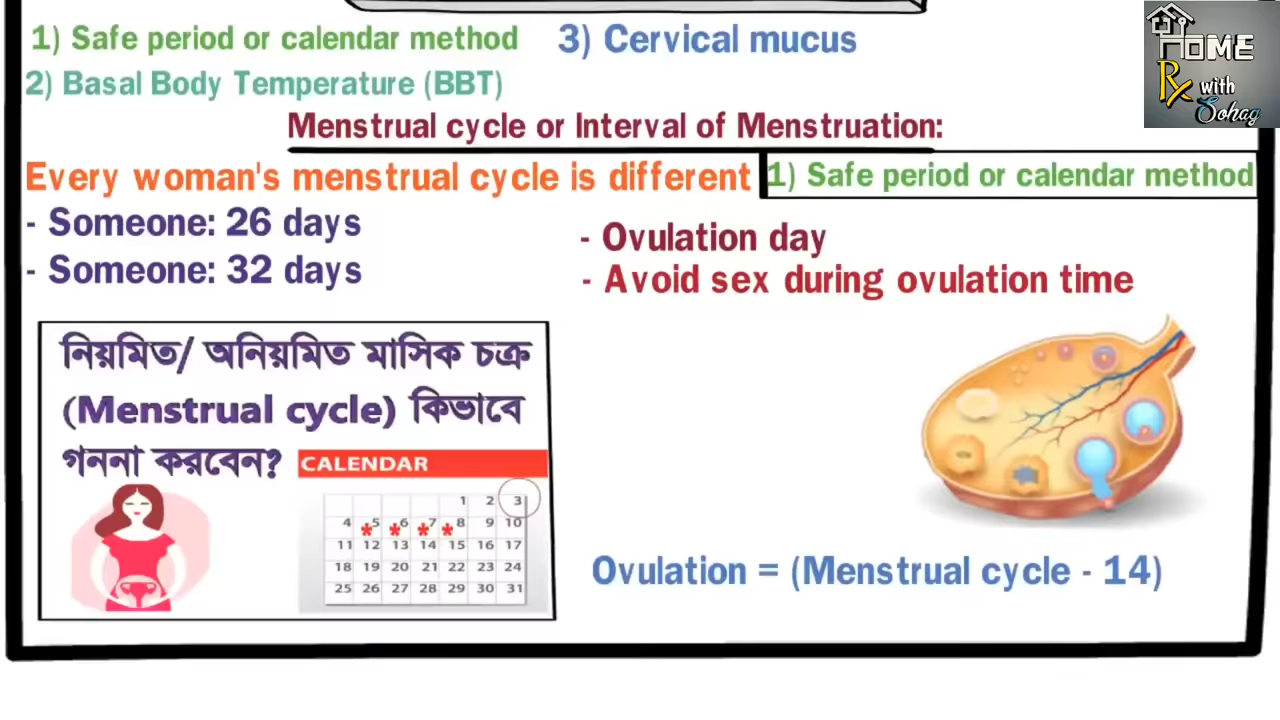 1) Safe period or calendar method
3) Cervical mucus
2) Basal Body Temperature (BBT)
HOME
Rx with
Sohag
Menstrual cycle or Interval of Menstruation:
Every woman's menstrual cycle is different
1) Safe period or calendar method
- Someone: 26 days
- Someone: 32 days
- Ovulation day
- Avoid sex during ovulation time
নিয়মিত/ অনিয়মিত মাসিক চক্র
(Menstrual cycle) কিভাবে
গননা করবেন?
CALENDAR
1 2 3
4 5 6 7 8 9 10
11 12 13 14 15 16 17
18 19 20 21 22 23 24
25 26 27 28 29 30 31
Ovulation = (Menstrual cycle - 14)